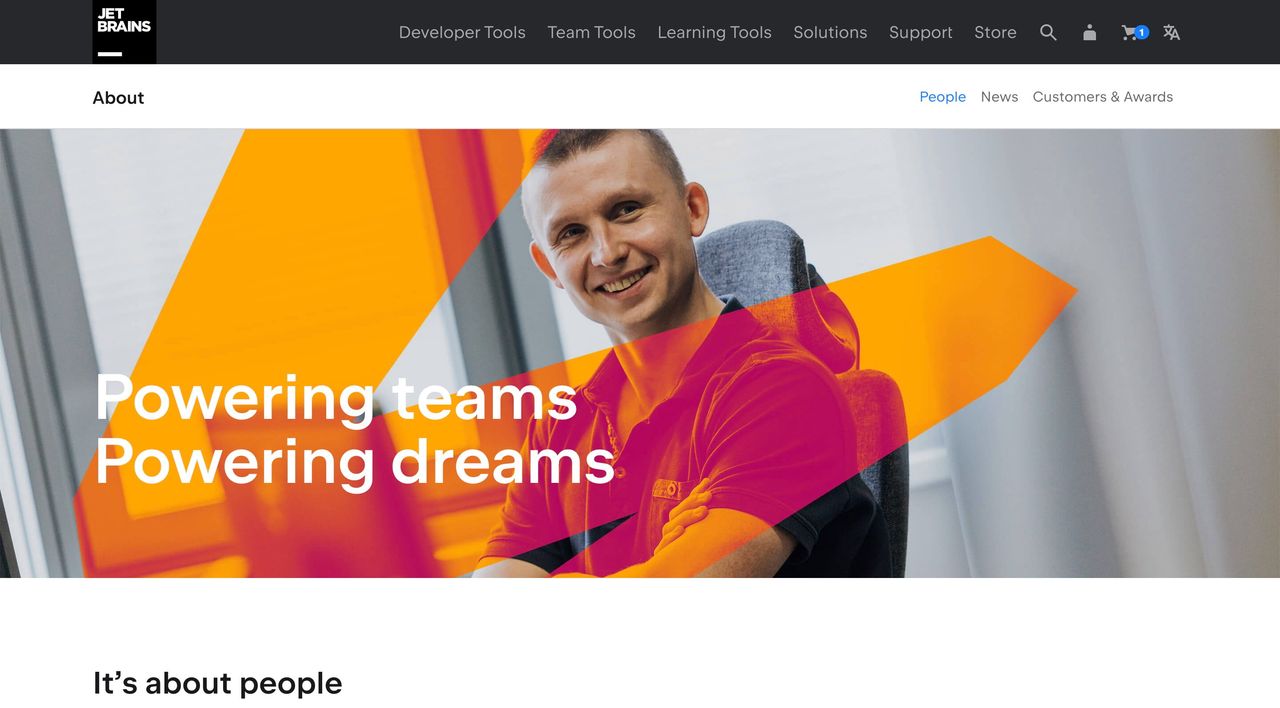 JET
BRAINS
Developer Tools
Team Tools
Learning Tools
Solutions
Support
Store
1
About
People
News
Customers & Awards
Powering teams
Powering dreams
It’s about people